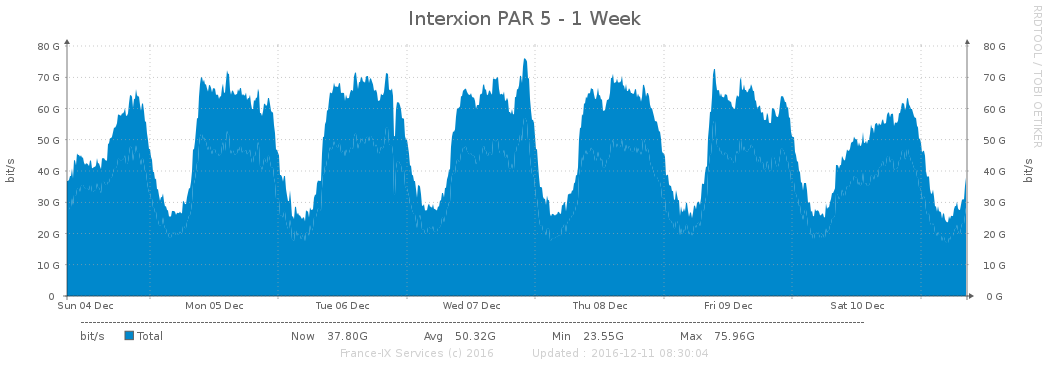 Interxion PAR 5 - 1 Week
RRDTOOL / TOBI OETIKER
80 G 80 G
70 G 70 G
60 G 60 G
50 G 50 G
40 G 40 G
30 G 30 G
20 G 20 G
10 G 10 G
0 0 G
bit/s
bit/s
Sun 04 Dec Mon 05 Dec Tue 06 Dec Wed 07 Dec Thu 08 Dec Fri 09 Dec Sat 10 Dec
bit/s Total Now 37.80G Avg 50.32G Min 23.55G Max 75.96G
France-IX Services (c) 2016 Updated : 2016-12-11 08:30:04